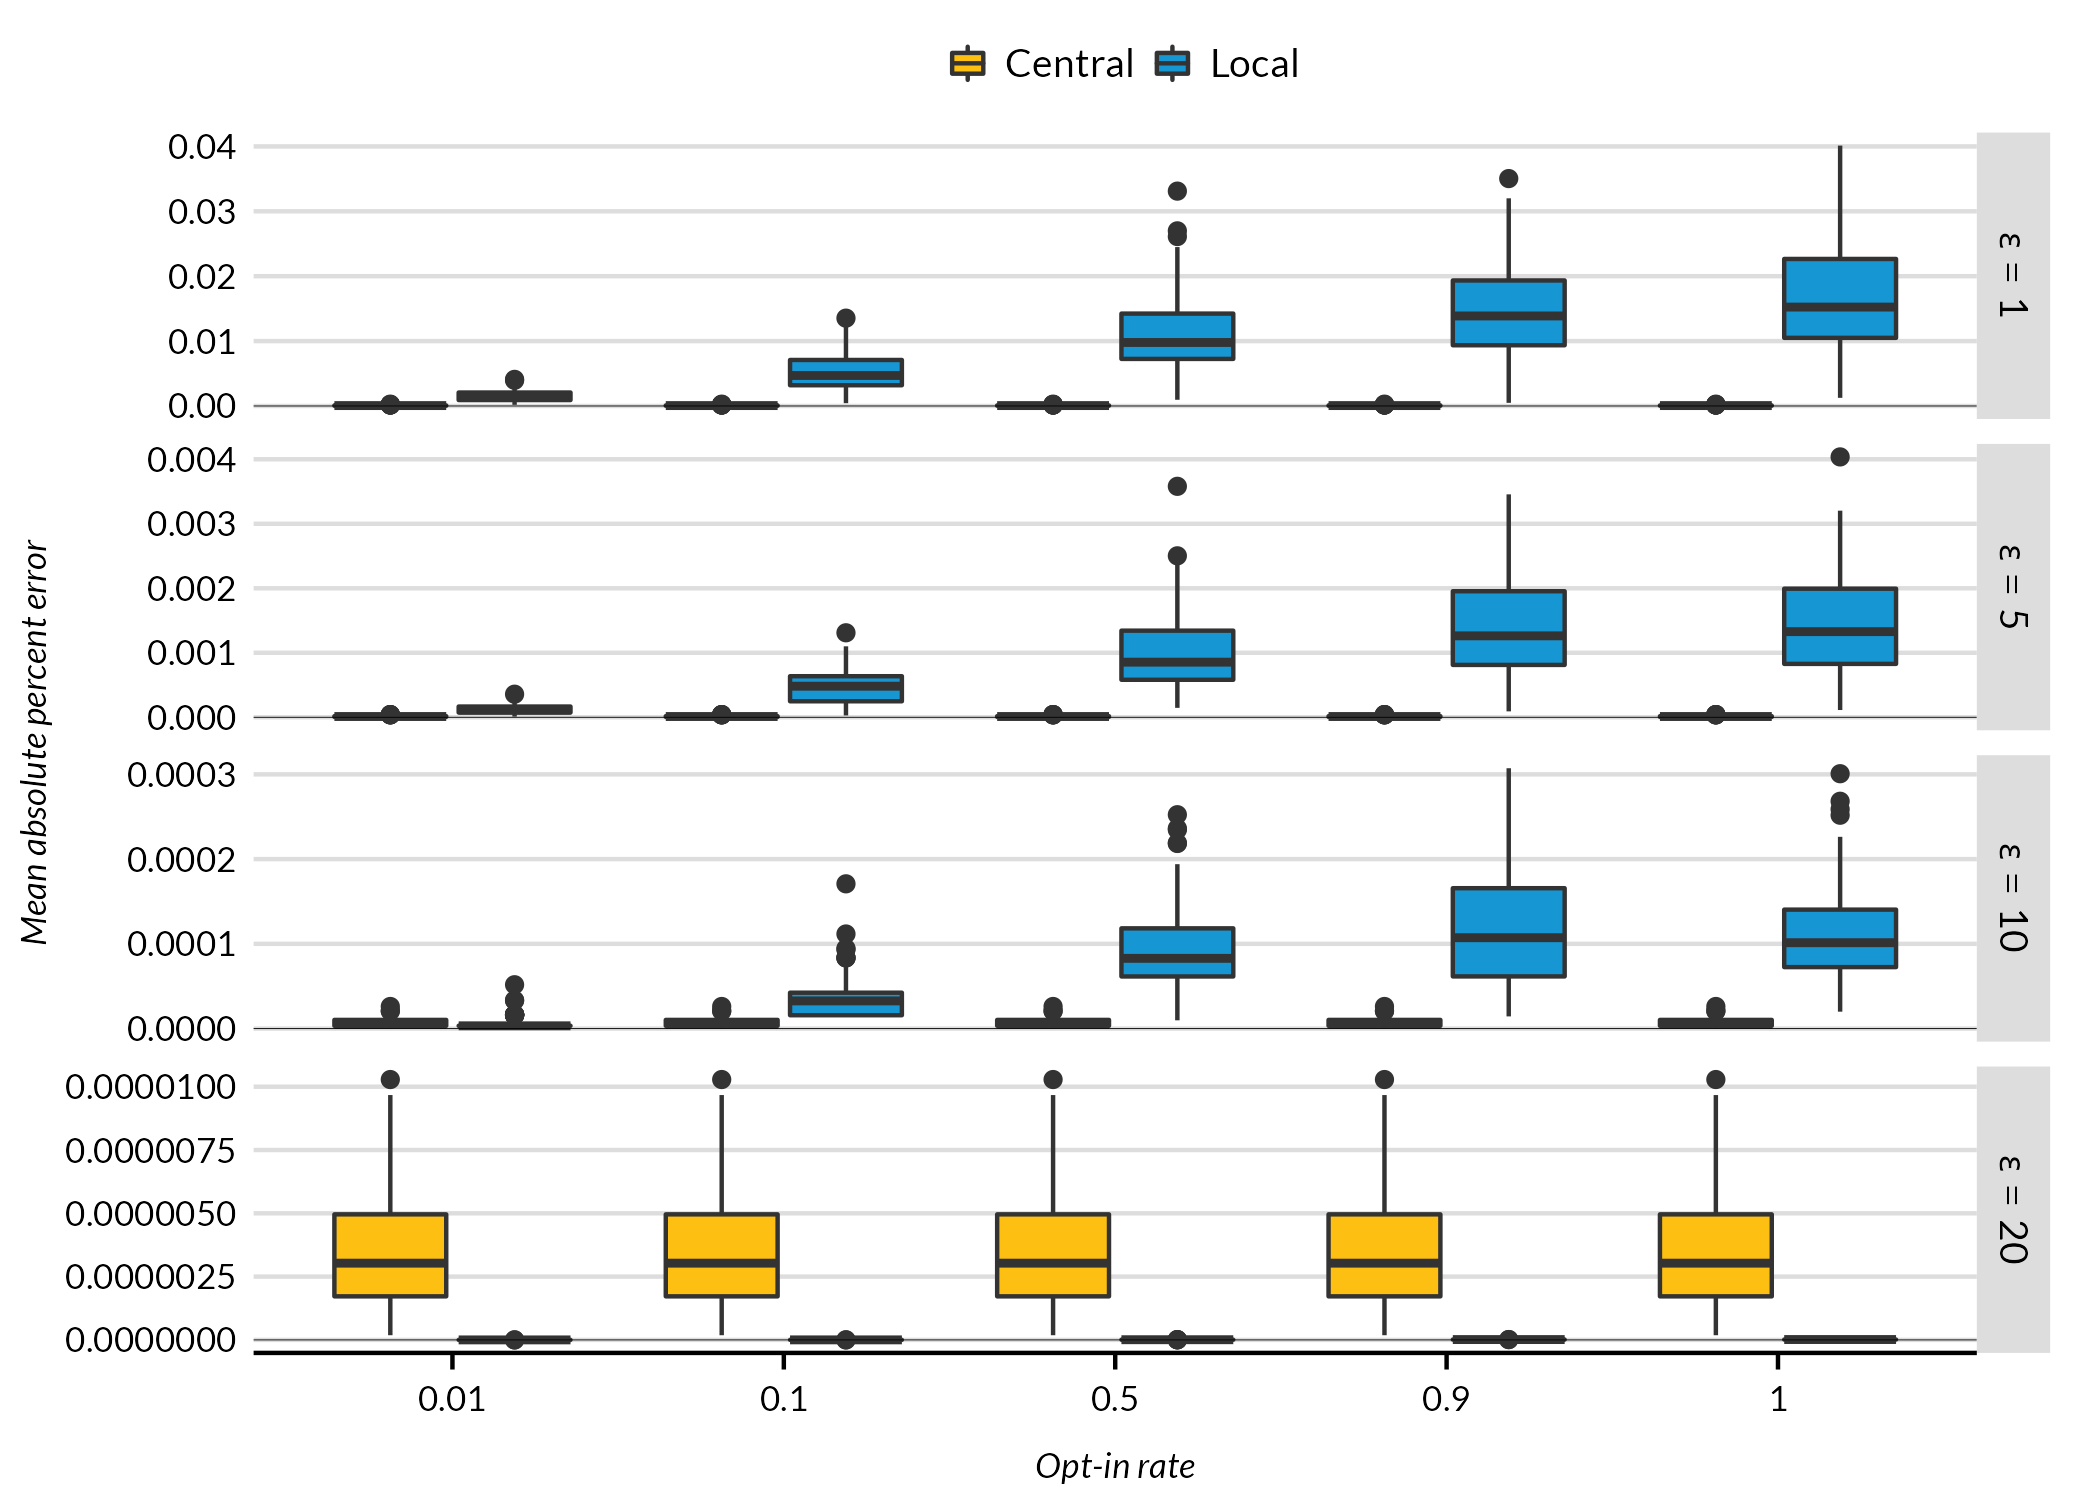 Central Local
0.04
0.03
0.02
0.01
0.00
ε = 1
0.004
0.003
0.002
0.001
0.000
ε = 5
0.0003
0.0002
0.0001
0.0000
ε = 10
0.0000100
0.0000075
0.0000050
0.0000025
0.0000000
ε = 20
Mean absolute percent error
0.01 0.1 0.5 0.9 1
Opt-in rate